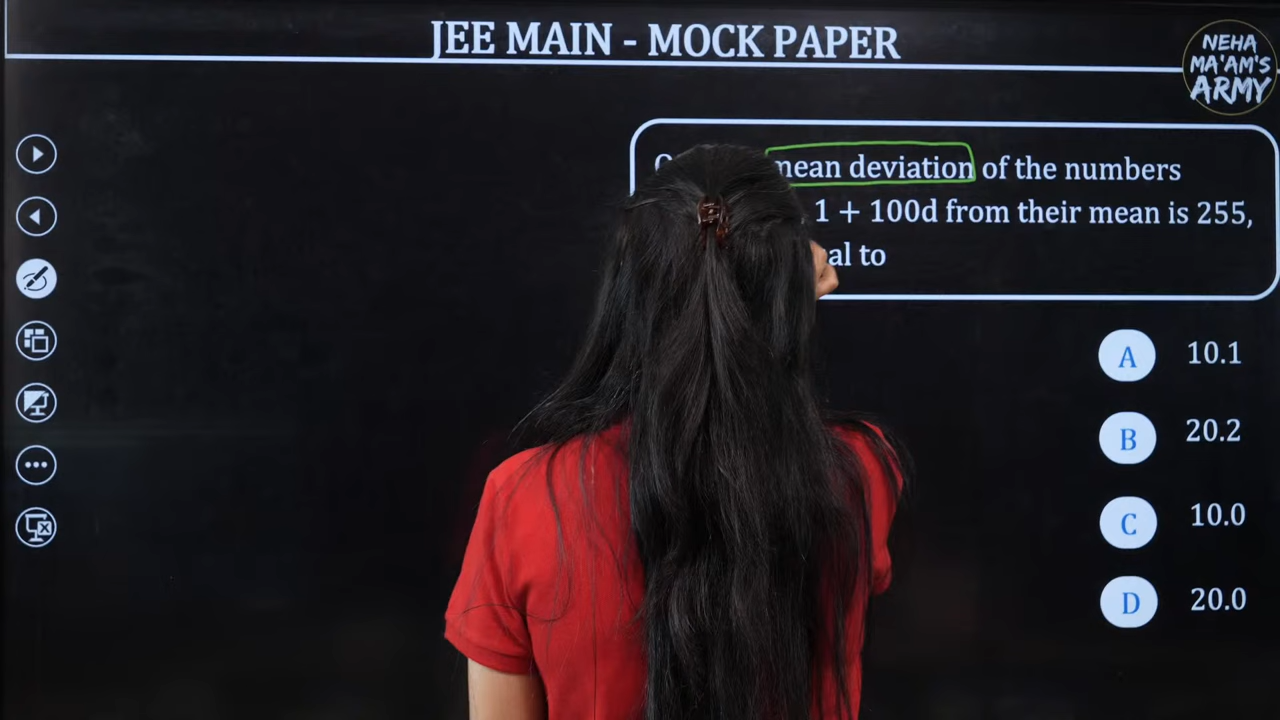 JEE MAIN - MOCK PAPER
NEHA
MA'AM'S
ARMY
mean deviation of the numbers
1 + 100d from their mean is 255,
to
A 10.1
B 20.2
C 10.0
D 20.0